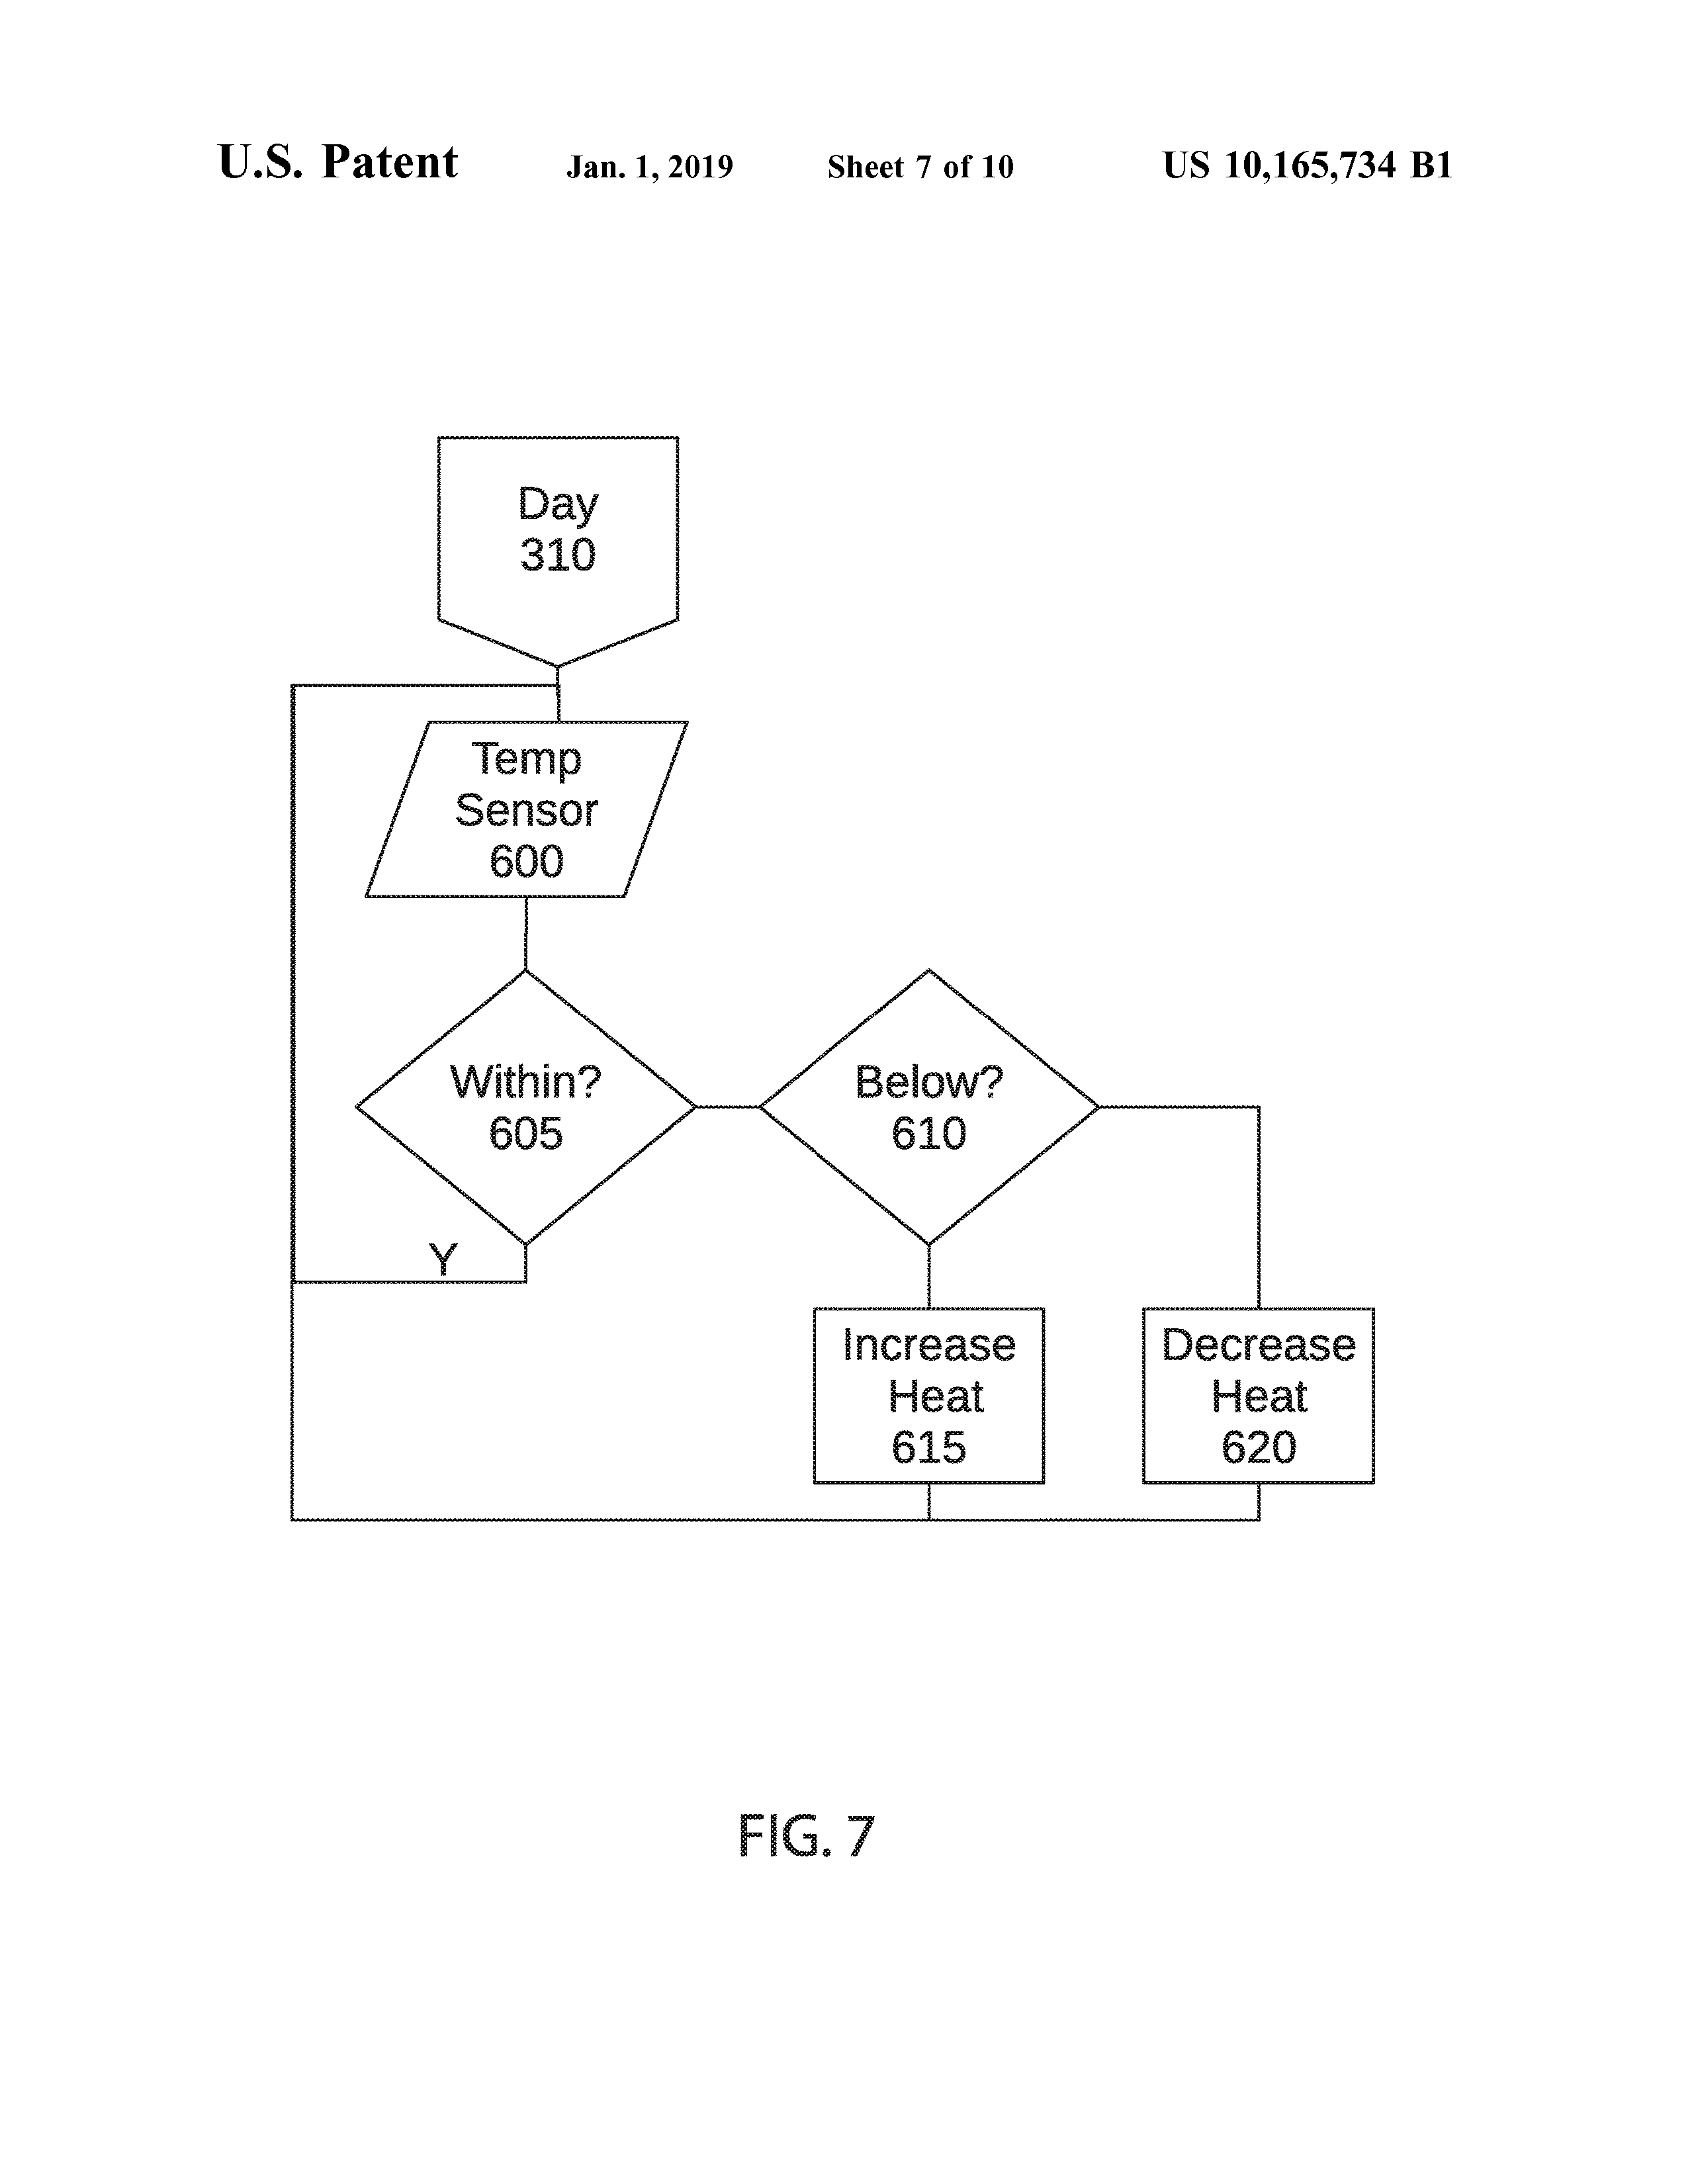 U.S. Patent Jan. 1, 2019 Sheet 7 of 10 US 10,165,734 B1
Day
310
Temp
Sensor
600
Within?
605
Below?
610
Y
Increase
Heat
615
Decrease
Heat
620
FIG. 7